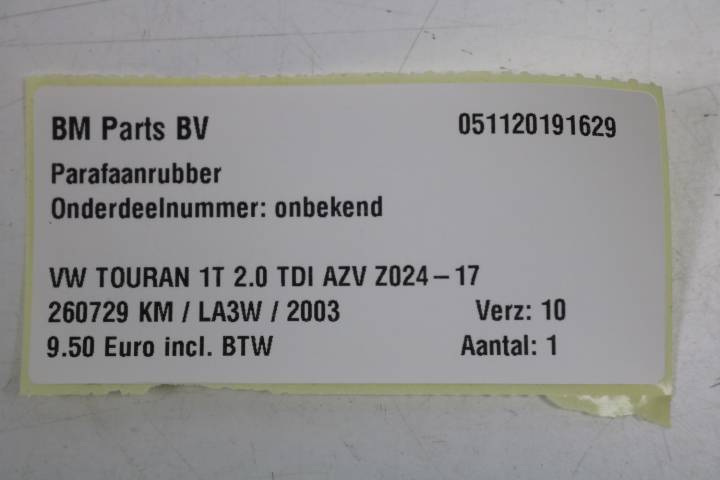 BM Parts BV 051120191629
Parafaanrubber
Onderdeelnummer: onbekend
VW TOURAN 1T 2.0 TDI AZV Z024-17
260729 KM / LA3W / 2003 Verz: 10
9.50 Euro incl. BTW Aantal: 1